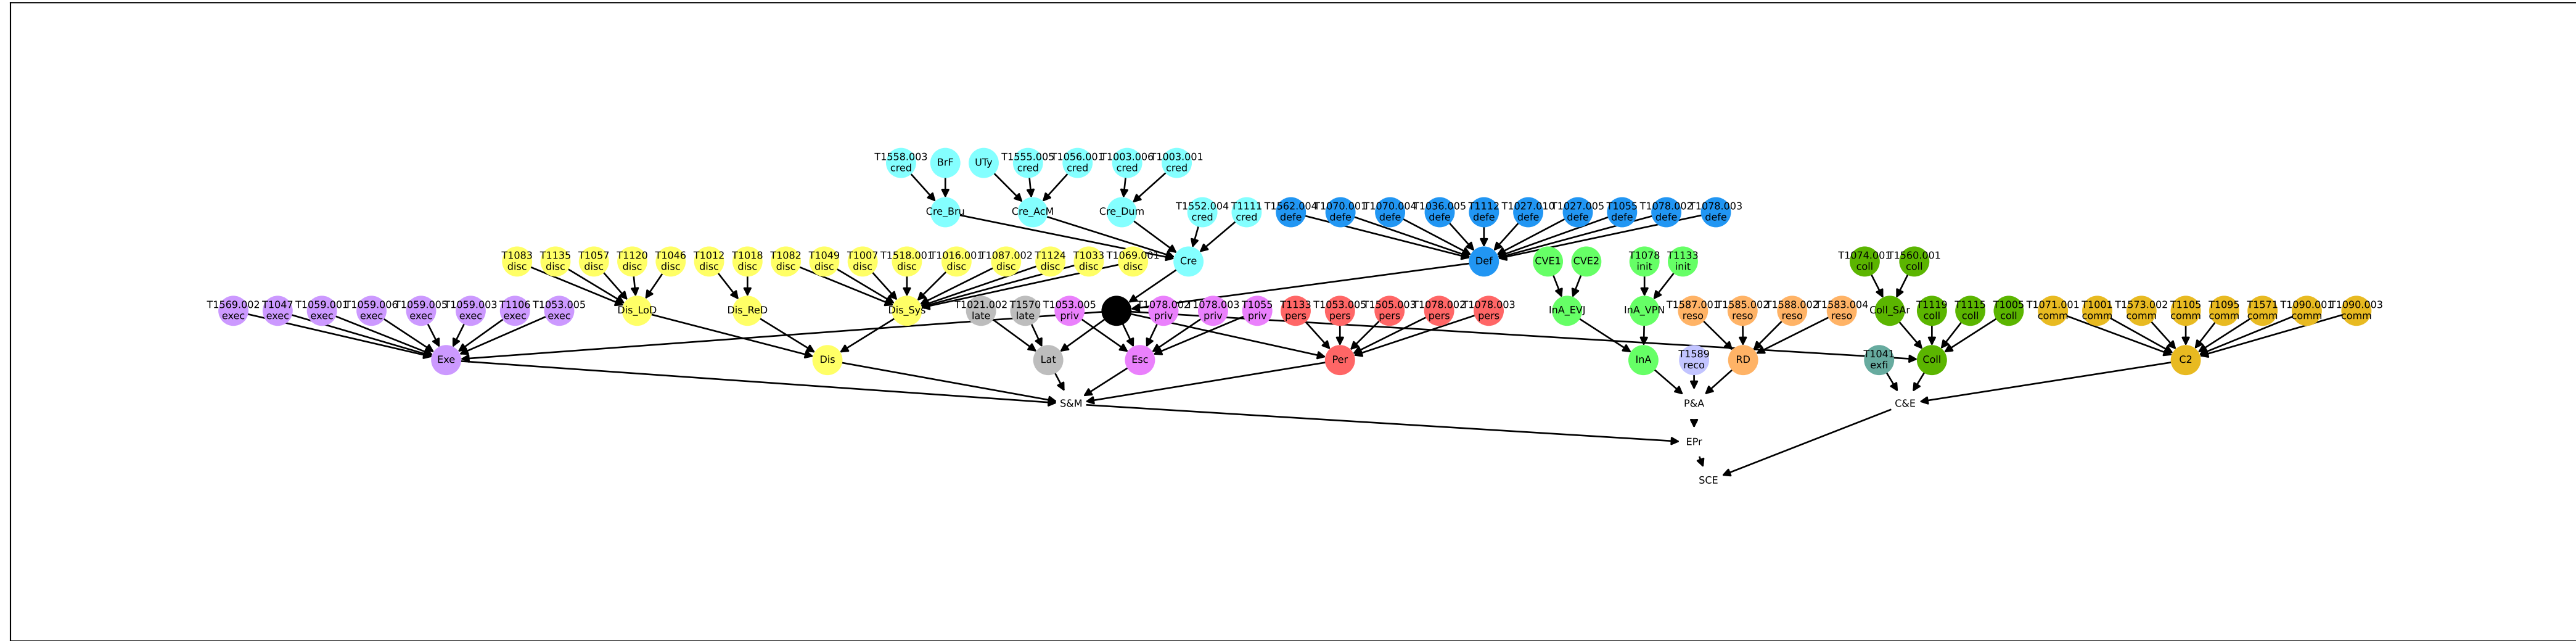 T1558.003
cred
BrF
UTy
T1555.005
cred
T1056.001
cred
T1003.006
cred
T1003.001
cred
Cre_Bru
Cre_AcM
Cre_Dum
T1552.004
cred
T1111
cred
T1562.004
defe
T1070.001
defe
T1070.004
defe
T1036.005
defe
T1112
defe
T1027.010
defe
T1027.005
defe
T1055
defe
T1078.002
defe
T1078.003
defe
T1083
disc
T1135
disc
T1057
disc
T1120
disc
T1046
disc
T1012
disc
T1018
disc
T1082
disc
T1049
disc
T1007
disc
T1518.001
disc
T1016.001
disc
T1087.002
disc
T1124
disc
T1033
disc
T1069.001
disc
Cre
Def
CVE1
CVE2
T1078
init
T1133
init
T1074.001
coll
T1560.001
coll
T1569.002
exec
T1047
exec
T1059.001
exec
T1059.006
exec
T1059.005
exec
T1059.003
exec
T1106
exec
T1053.005
exec
Dis_LoD
Dis_ReD
Dis_Sys
T1021.002
late
T1570
late
T1053.005
priv
T1078.002
priv
T1078.003
priv
T1055
priv
T1133
pers
T1053.005
pers
T1505.003
pers
T1078.002
pers
T1078.003
pers
InA_EVJ
InA_VPN
T1587.001
reso
T1585.002
reso
T1588.002
reso
T1583.004
reso
Coll_SAr
T1119
coll
T1115
coll
T1005
coll
T1071.001
comm
T1001
comm
T1573.002
comm
T1105
comm
T1095
comm
T1571
comm
T1090.001
comm
T1090.003
comm
Exe
Dis
Lat
Esc
Per
InA
T1589
reco
RD
T1041
exfi
Coll
C2
S&M
P&A
C&E
EPr
SCE